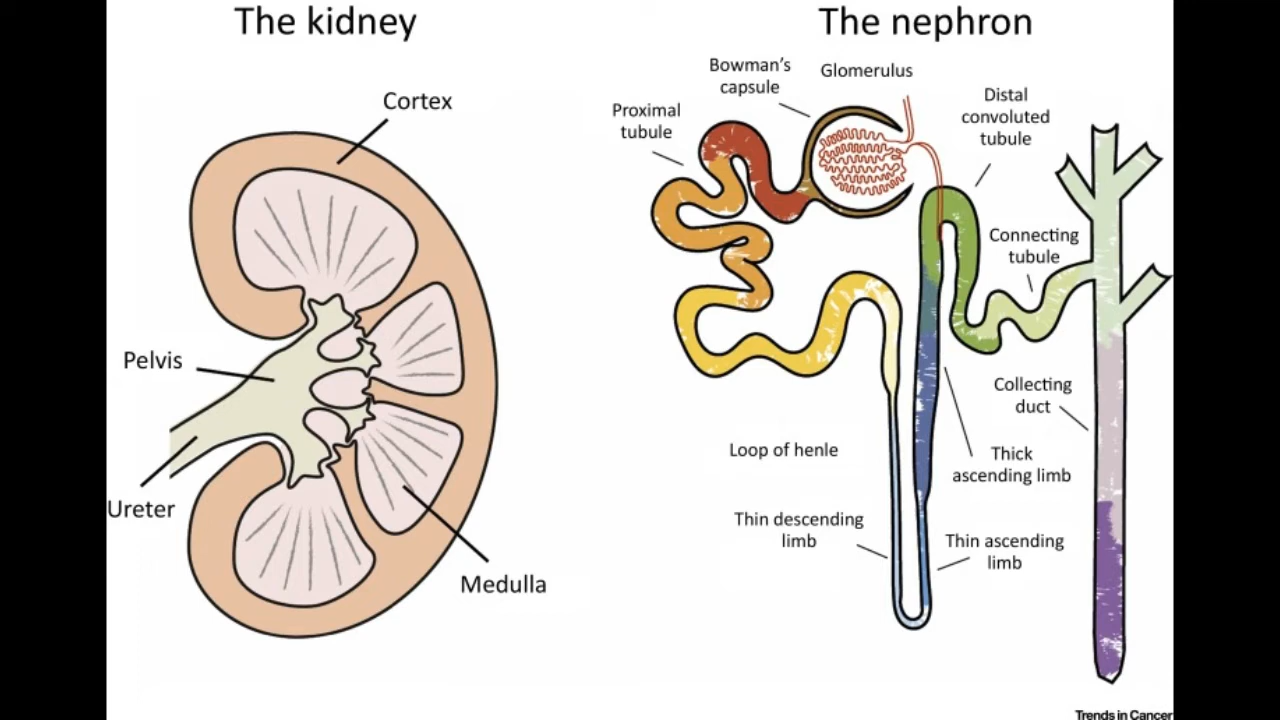 The kidney
Cortex
Pelvis
Ureter
Medulla
The nephron
Bowman's
capsule
Glomerulus
Proximal
tubule
Distal
convoluted
tubule
Connecting
tubule
Collecting
duct
Loop of henle
Thick
ascending limb
Thin descending
limb
Thin ascending
limb
Trends in Cancer